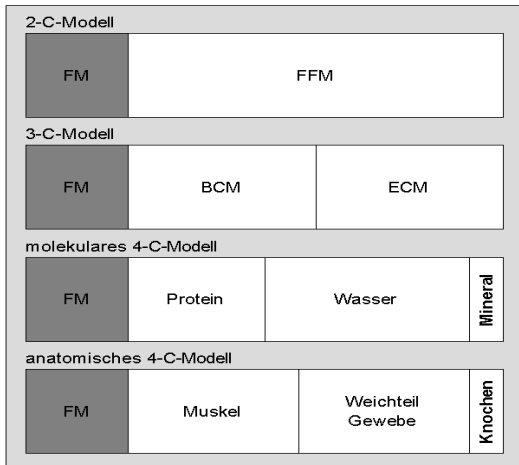 2-C-Modell
FM
FFM
3-C-Modell
FM
BCM
ECM
molekulares 4-C-Modell
FM
Protein
Wasser
Mineral
anatomisches 4-C-Modell
FM
Muskel
Weichteil
Gewebe
Knochen